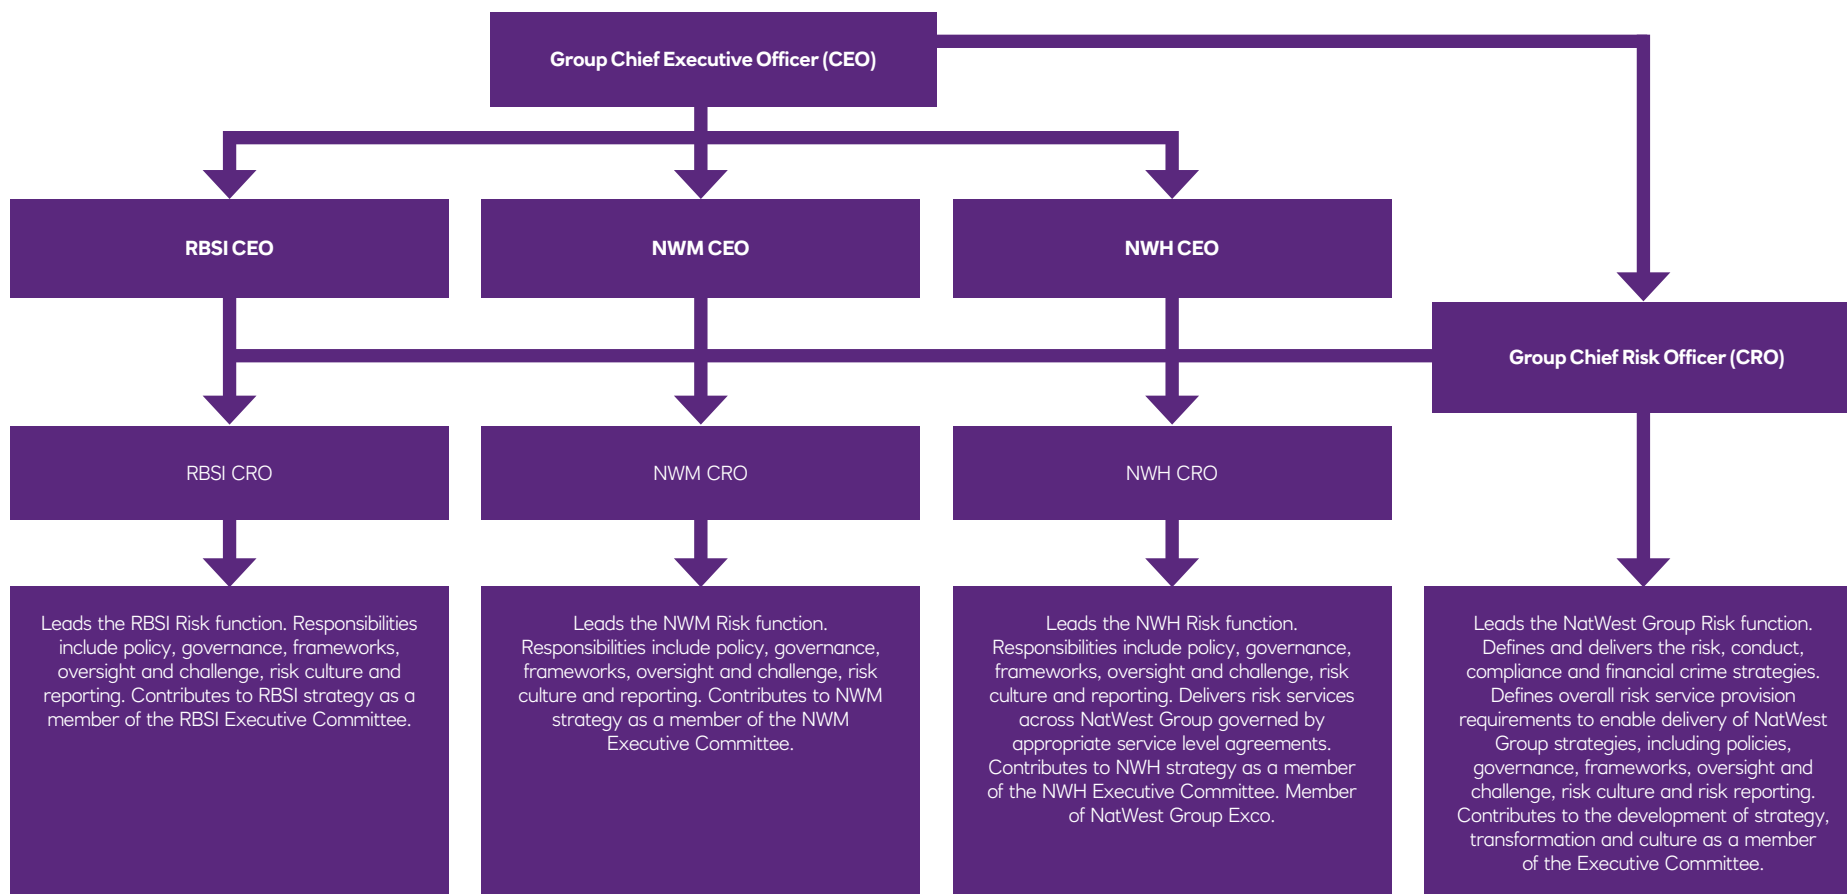 Group Chief Executive Officer (CEO)
RBSI CEO
NWM CEO
NWH CEO
Group Chief Risk Officer (CRO)
RBSI CRO
NWM CRO
NWH CRO
Leads the RBSI Risk function. Responsibilities
include policy, governance, frameworks,
oversight and challenge, risk culture and
reporting. Contributes to RBSI strategy as a
member of the RBSI Executive Committee.
Leads the NWM Risk function.
Responsibilities include policy, governance,
frameworks, oversight and challenge, risk
culture and reporting. Contributes to NWM
strategy as a member of the NWM
Executive Committee.
Leads the NWH Risk function.
Responsibilities include policy, governance,
frameworks, oversight and challenge, risk
culture and reporting. Delivers risk services
across NatWest Group governed by
appropriate service level agreements.
Contributes to NWH strategy as a member
of the NWH Executive Committee. Member
of NatWest Group Exco.
Leads the NatWest Group Risk function.
Defines and delivers the risk, conduct,
compliance and financial crime strategies.
Defines overall risk service provision
requirements to enable delivery of NatWest
Group strategies, including policies,
governance, frameworks, oversight and
challenge, risk culture and risk reporting.
Contributes to the development of strategy,
transformation and culture as a member
of the Executive Committee.